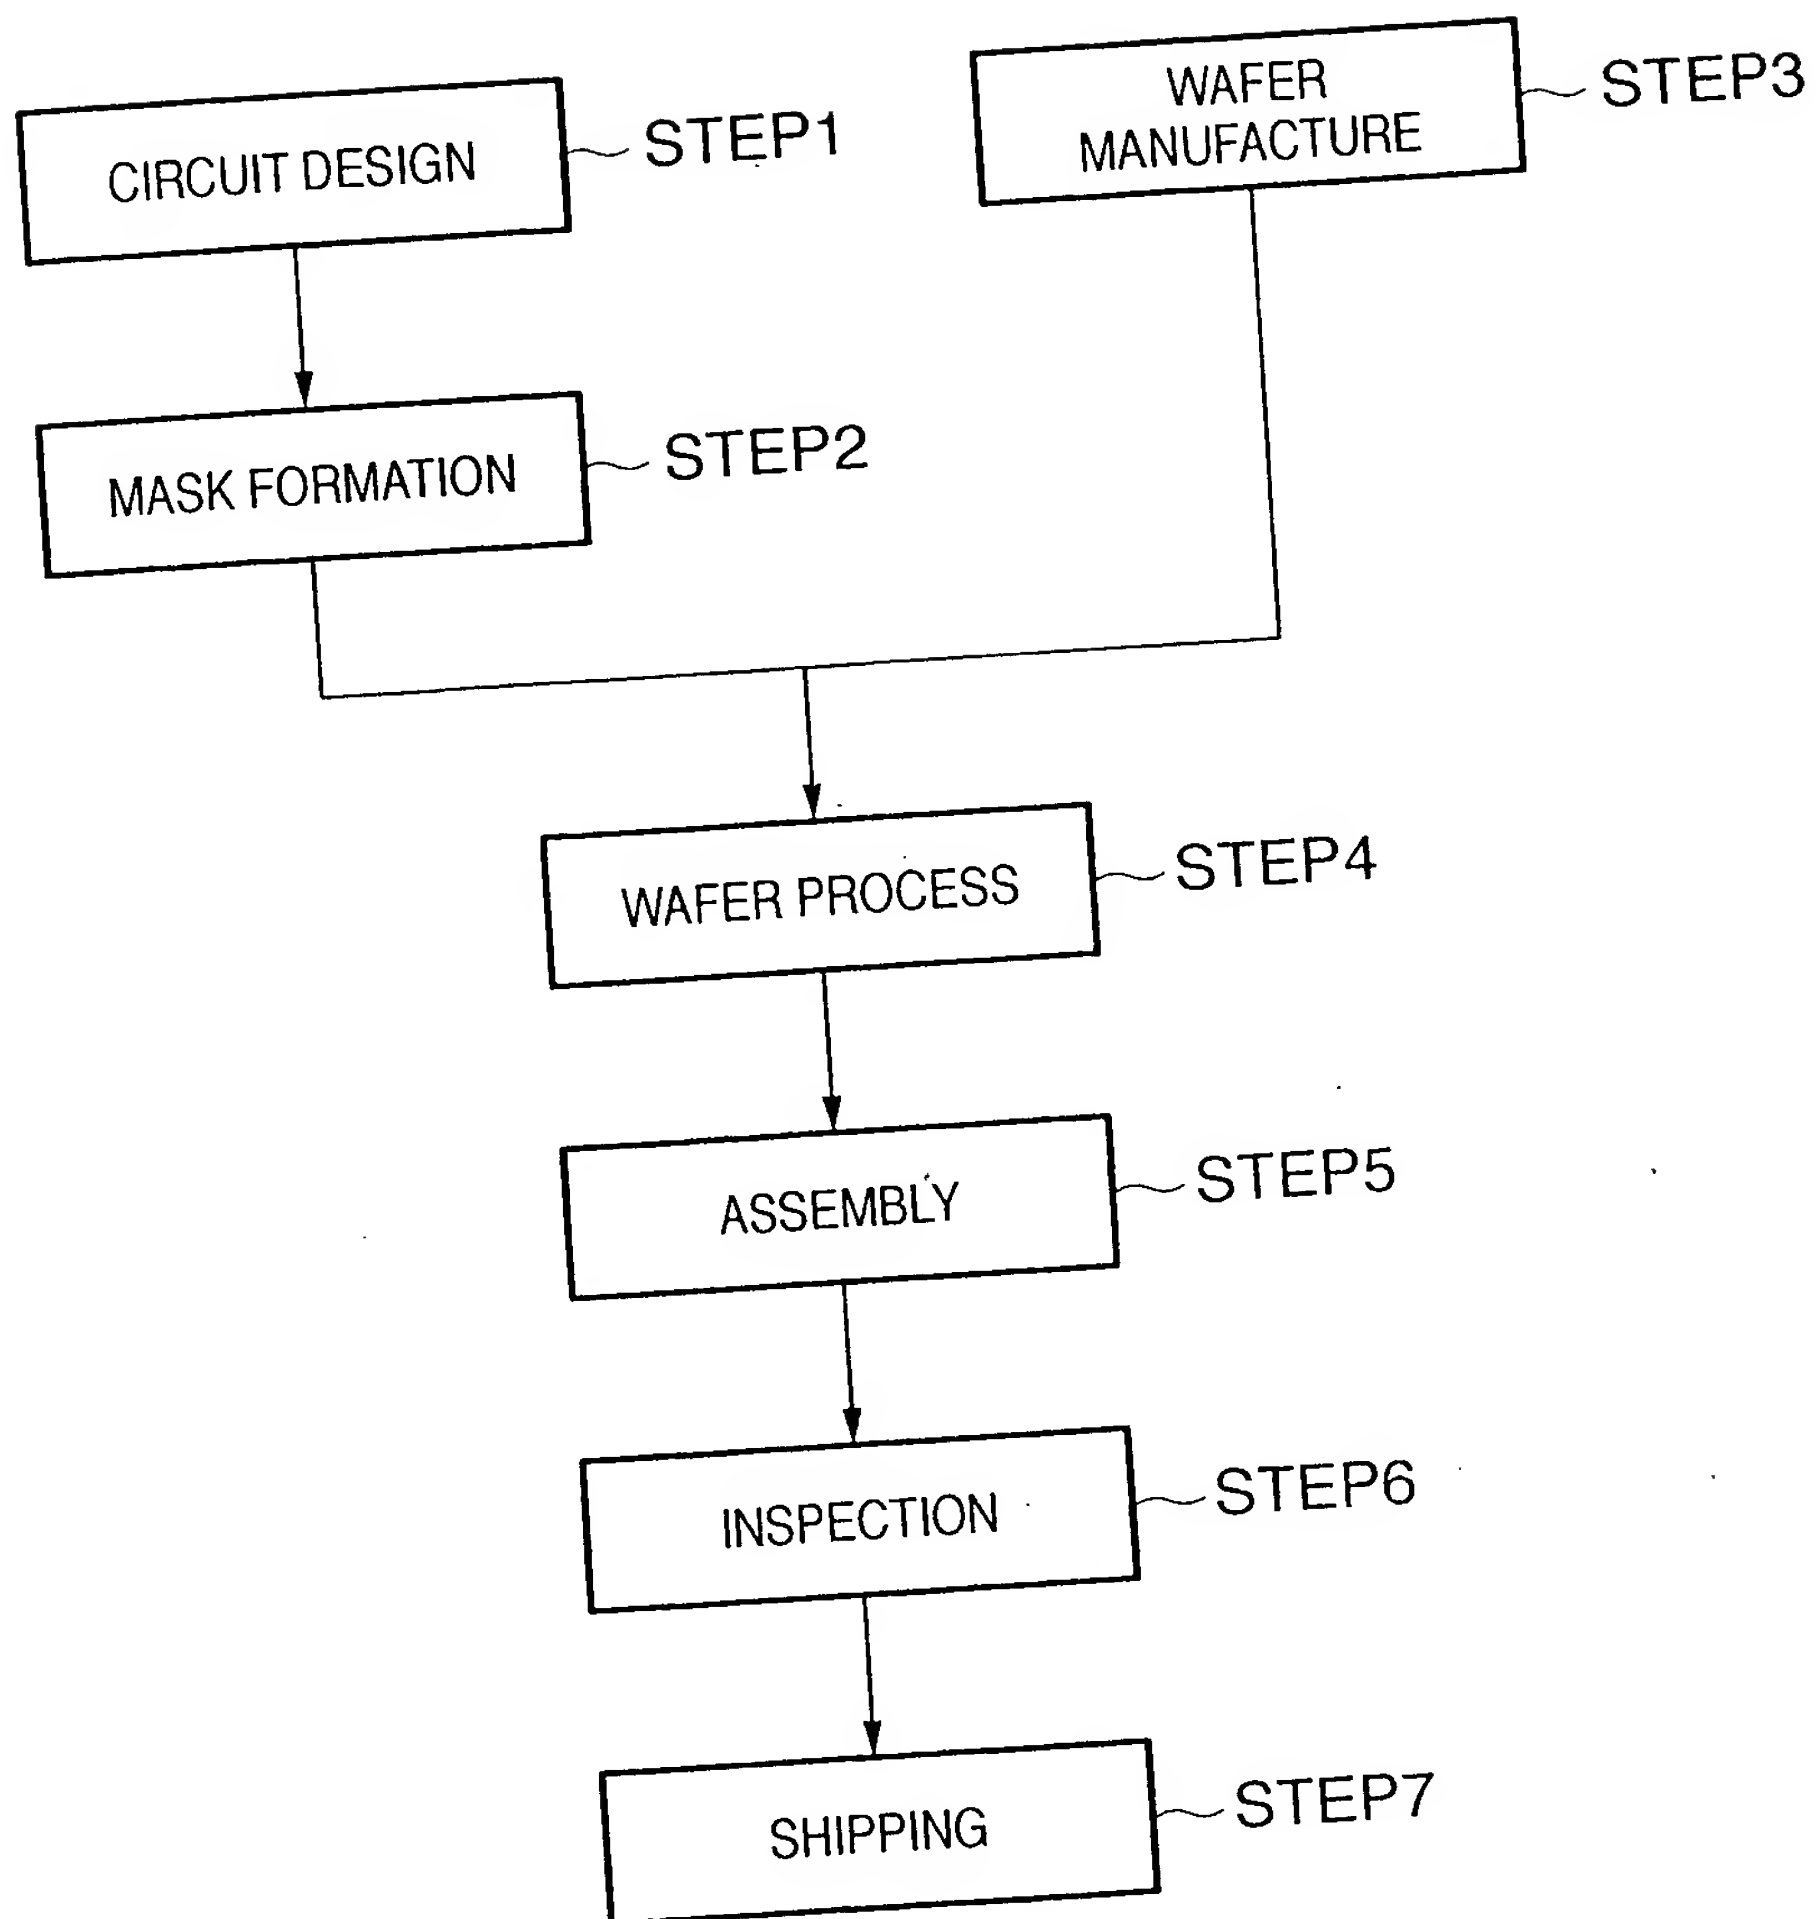 CIRCUIT DESIGN
STEP1
WAFER
MANUFACTURE
STEP3
MASK FORMATION
STEP2
WAFER PROCESS
STEP4
ASSEMBLY
STEP5
INSPECTION
STEP6
SHIPPING
STEP7